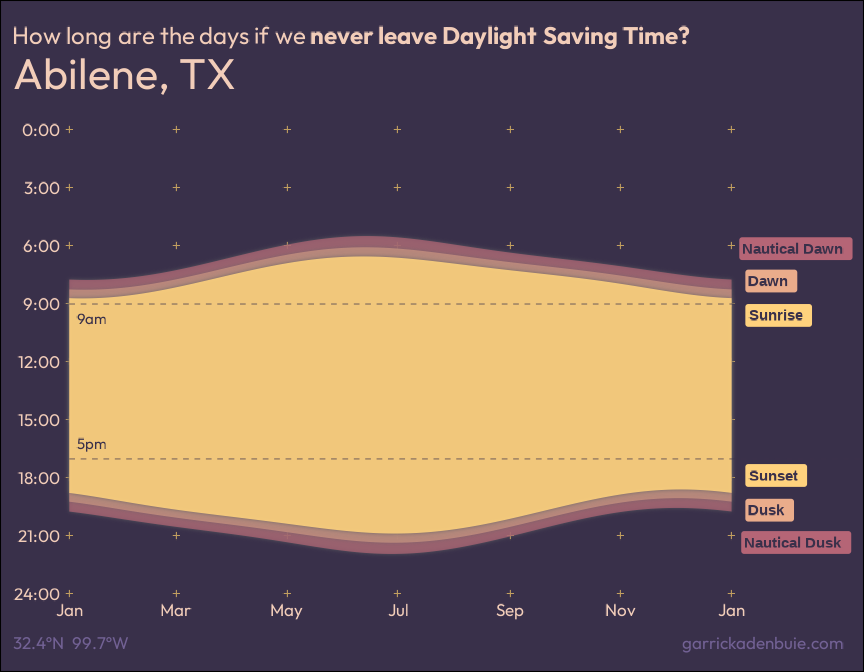 How long are the days if we never leave Daylight Saving Time?
Abilene, TX
0:00
3:00
6:00
9:00
12:00
15:00
18:00
21:00
24:00
9am
5pm
Nautical Dawn
Dawn
Sunrise
Sunset
Dusk
Nautical Dusk
Jan Mar May Jul Sep Nov Jan
32.4°N 99.7°W
garrickadenbuie.com